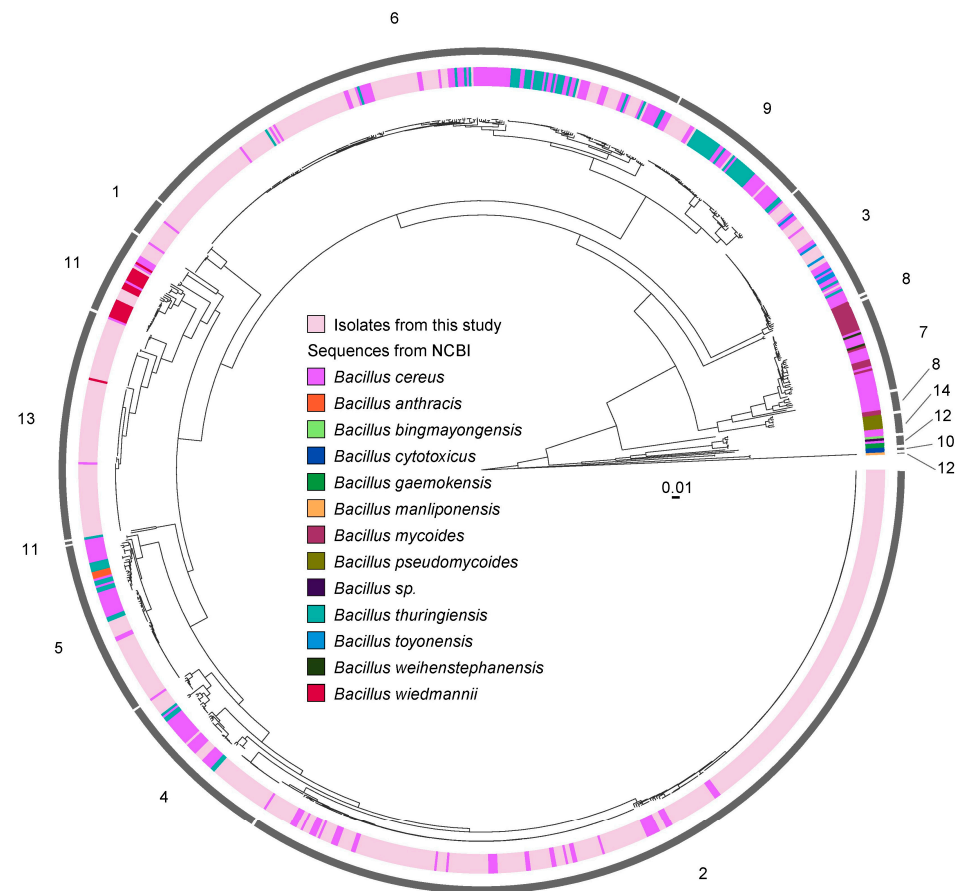 6
9
1
3
11
8
7
8
14
12
10
12
13
11
5
4
2
Isolates from this study
Sequences from NCBI
Bacillus cereus
Bacillus anthracis
Bacillus bingmayongensis
Bacillus cytotoxicus
Bacillus gaemokensis
Bacillus manliponensis
Bacillus mycoides
Bacillus pseudomycoides
Bacillus sp.
Bacillus thuringiensis
Bacillus toyonensis
Bacillus weihenstephanensis
Bacillus wiedmannii
0.01